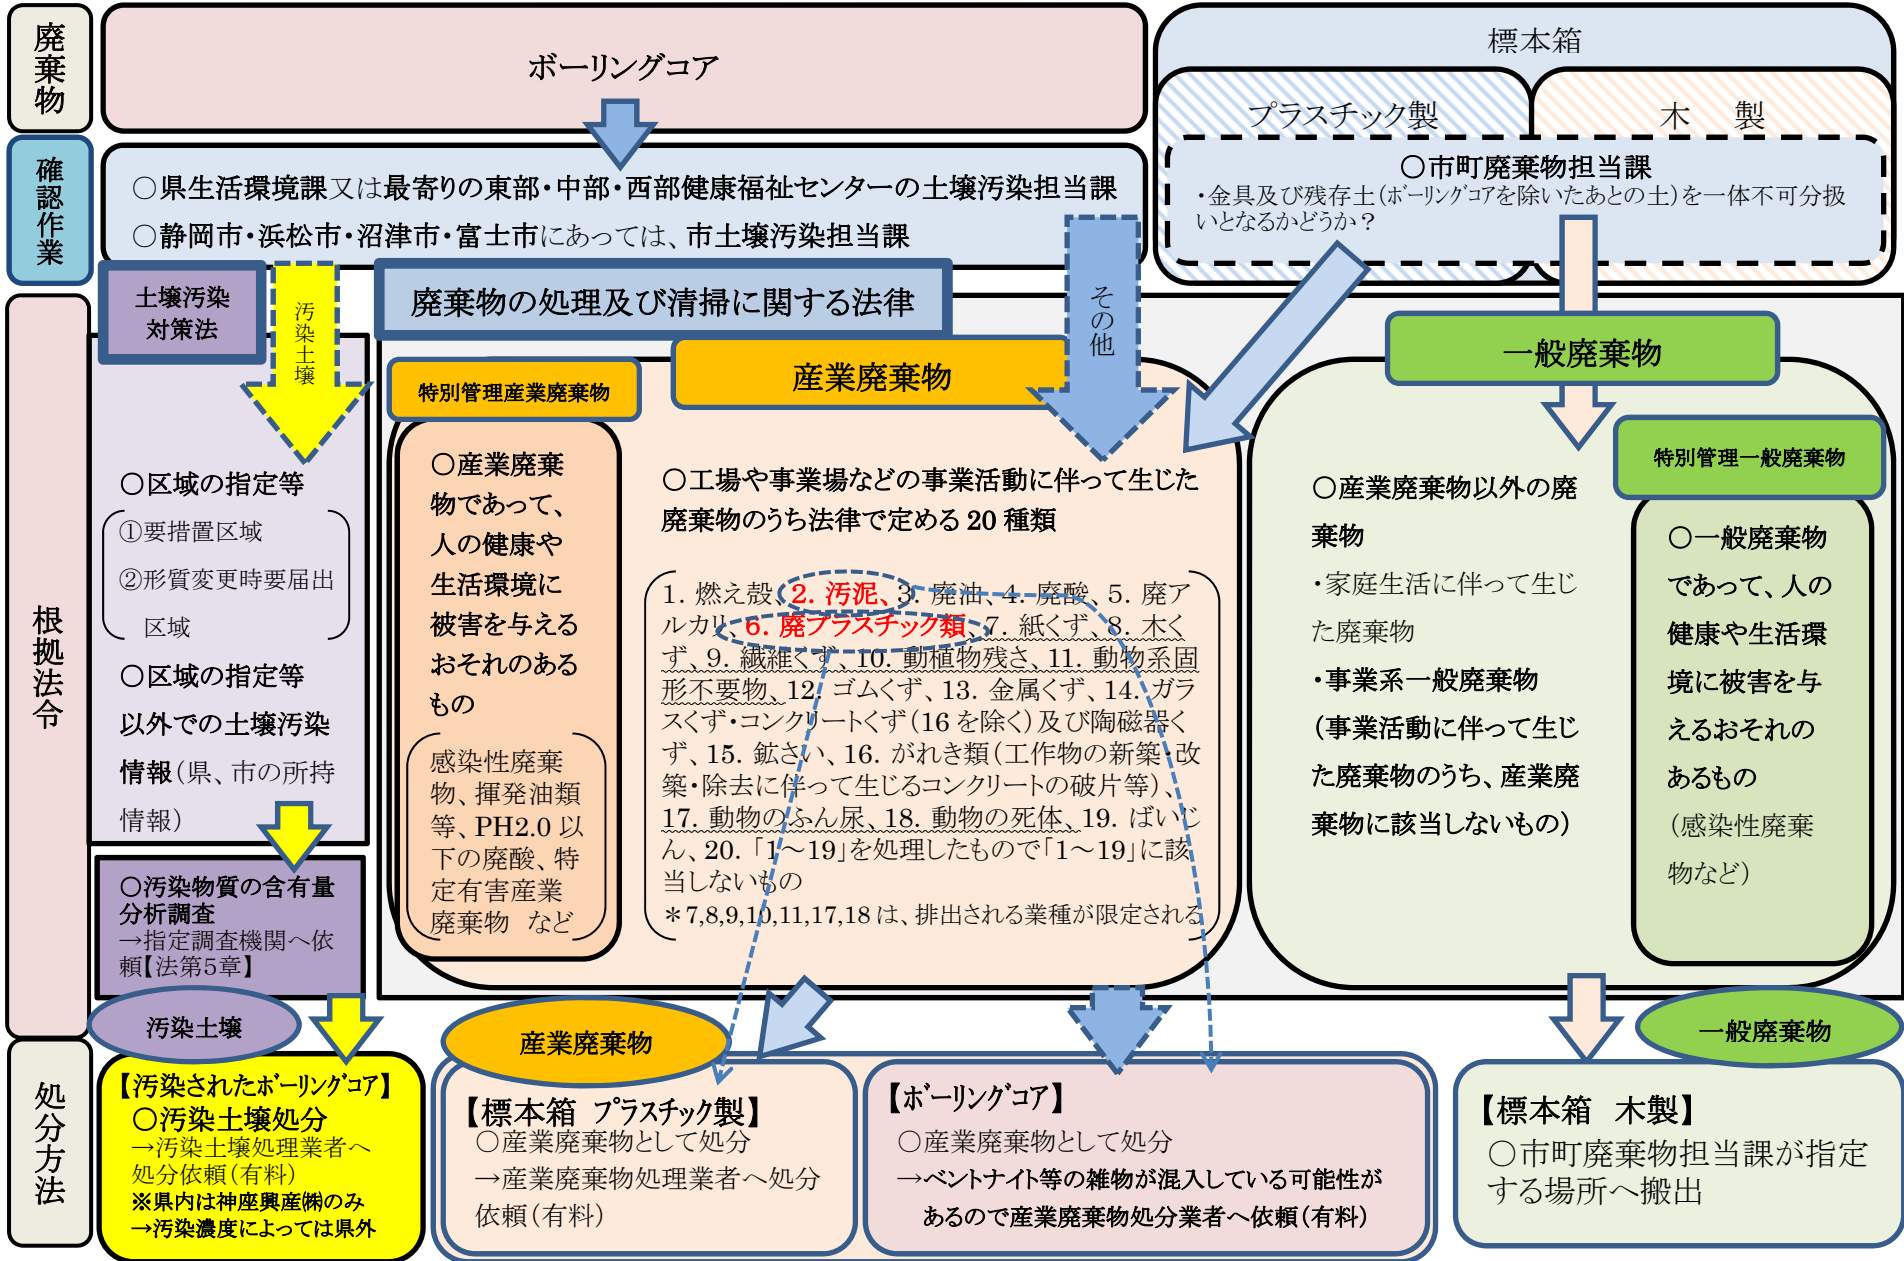 廃棄物
ボーリングコア
標本箱
プラスチック製
木　製
確認作業
○県生活環境課又は最寄りの東部・中部・西部健康福祉センターの土壌汚染担当課
○静岡市・浜松市・沼津市・富士市にあっては、市土壌汚染担当課
○市町廃棄物担当課
・金具及び残存土(ボーリングコアを除いたあとの土)を一体不可分扱
いとなるかどうか？
根拠法令
土壌汚染
対策法
汚染土壌
廃棄物の処理及び清掃に関する法律
その他
○区域の指定等
①要措置区域
②形質変更時要届出
区域
○区域の指定等
以外での土壌汚染
情報(県、市の所持
情報)
○汚染物質の含有量
分析調査
→指定調査機関へ依
頼【法第5章】
特別管理産業廃棄物
○産業廃棄
物であって、
人の健康や
生活環境に
被害を与える
おそれのある
もの
感染性廃棄
物、揮発油類
等、PH2.0 以
下の廃酸、特
定有害産業
廃棄物　など
産業廃棄物
○工場や事業場などの事業活動に伴って生じた
廃棄物のうち法律で定める 20 種類
1. 燃え殻、2. 汚泥、3. 廃油、4. 廃酸、5. 廃ア
ルカリ、6. 廃プラスチック類、7. 紙くず、8. 木く
ず、9. 繊維くず、10. 動植物残さ、11. 動物系固
形不要物、12. ゴムくず、13. 金属くず、14. ガラ
スくず・コンクリートくず(16 を除く)及び陶磁器く
ず、15. 鉱さい、16. がれき類(工作物の新築・改
築・除去に伴って生じるコンクリートの破片等)、
17. 動物のふん尿、18. 動物の死体、19. ばいじ
ん、20. 「1～19」を処理したもので「1～19」に該
当しないもの
＊7,8,9,10,11,17,18 は、排出される業種が限定される
一般廃棄物
○産業廃棄物以外の廃
棄物
・家庭生活に伴って生じ
た廃棄物
・事業系一般廃棄物
(事業活動に伴って生じ
た廃棄物のうち、産業廃
棄物に該当しないもの)
特別管理一般廃棄物
○一般廃棄物
であって、人の
健康や生活環
境に被害を与
えるおそれの
あるもの
(感染性廃棄
物など)
処分方法
汚染土壌
【汚染されたボーリングコア】
○汚染土壌処分
→汚染土壌処理業者へ
処分依頼(有料)
※県内は神座興産㈱のみ
→汚染濃度によっては県外
産業廃棄物
【標本箱 プラスチック製】
○産業廃棄物として処分
→産業廃棄物処理業者へ処分
依頼(有料)
【ボーリングコア】
○産業廃棄物として処分
→ベントナイト等の雑物が混入している可能性が
あるので産業廃棄物処分業者へ依頼(有料)
一般廃棄物
【標本箱　木製】
○市町廃棄物担当課が指定
する場所へ搬出